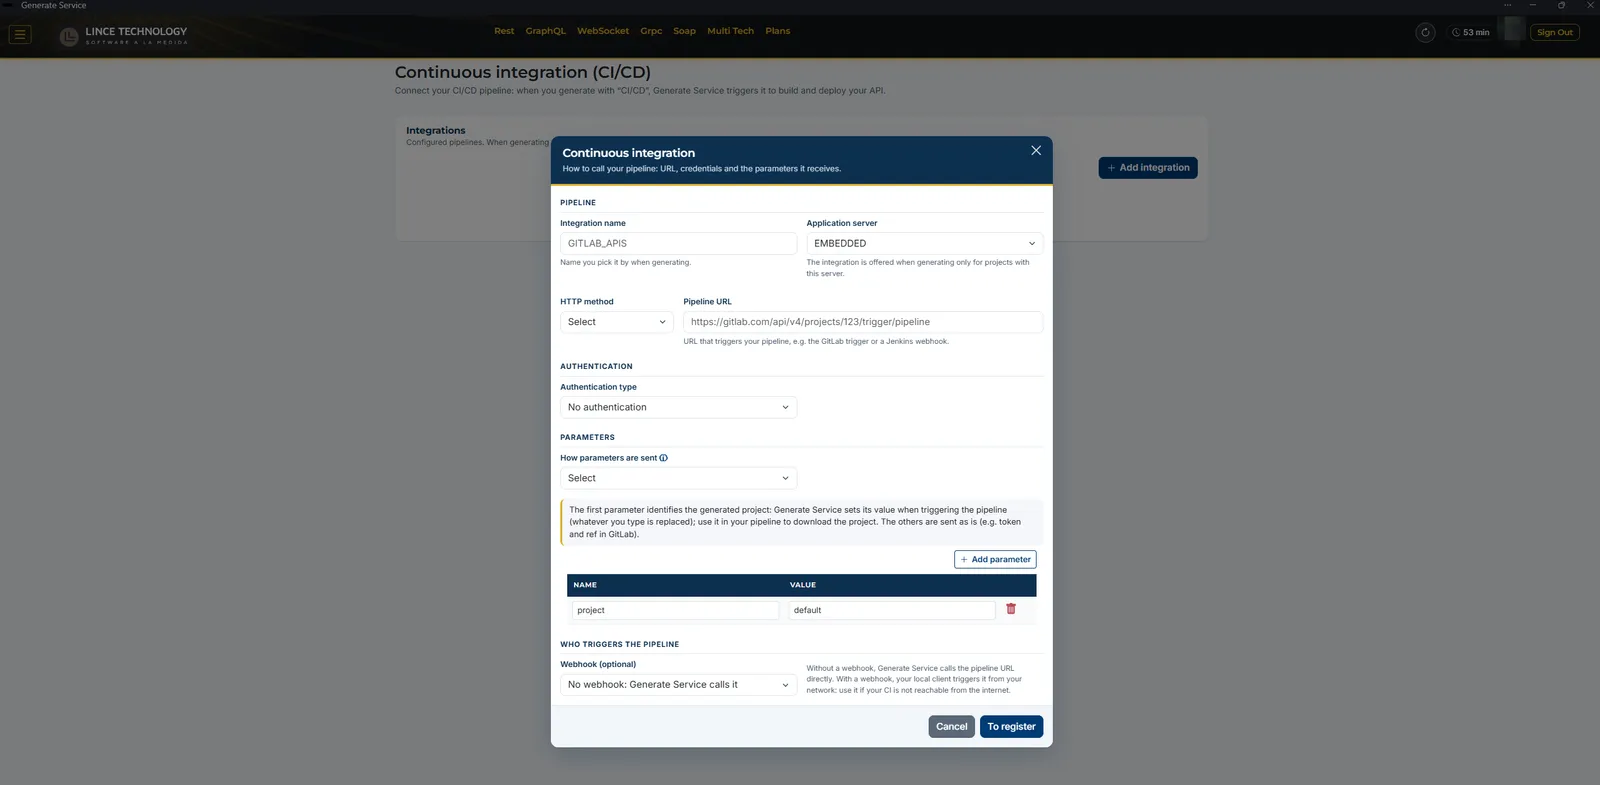 Generate Service
LINCE TECHNOLOGY
SOFTWARE A LA MEDIDA
Rest GraphQL WebSocket Grpc Soap Multi Tech Plans
53 min
Sign Out
Continuous integration (CI/CD)
Connect your CI/CD pipeline: when you generate with “CI/CD”, Generate Service triggers it to build and deploy your API.
Integrations
Configured pipelines. When generating
+ Add integration
Continuous integration
How to call your pipeline: URL, credentials and the parameters it receives.
PIPELINE
Integration name
GITLAB_APIS
Name you pick it by when generating.
Application server
EMBEDDED
The integration is offered when generating only for projects with
this server.
HTTP method
Select
Pipeline URL
https://gitlab.com/api/v4/projects/123/trigger/pipeline
URL that triggers your pipeline, e.g. the GitLab trigger or a Jenkins webhook.
AUTHENTICATION
Authentication type
No authentication
PARAMETERS
How parameters are sent
Select
The first parameter identifies the generated project: Generate Service sets its value when triggering the pipeline
(whatever you type is replaced); use it in your pipeline to download the project. The others are sent as is (e.g. token
and ref in GitLab).
+ Add parameter
NAME VALUE
project default
WHO TRIGGERS THE PIPELINE
Webhook (optional)
No webhook: Generate Service calls it
Without a webhook, Generate Service calls the pipeline URL
directly. With a webhook, your local client triggers it from your
network: use it if your CI is not reachable from the internet.
Cancel
To register